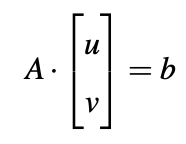 A · [u
v] = b